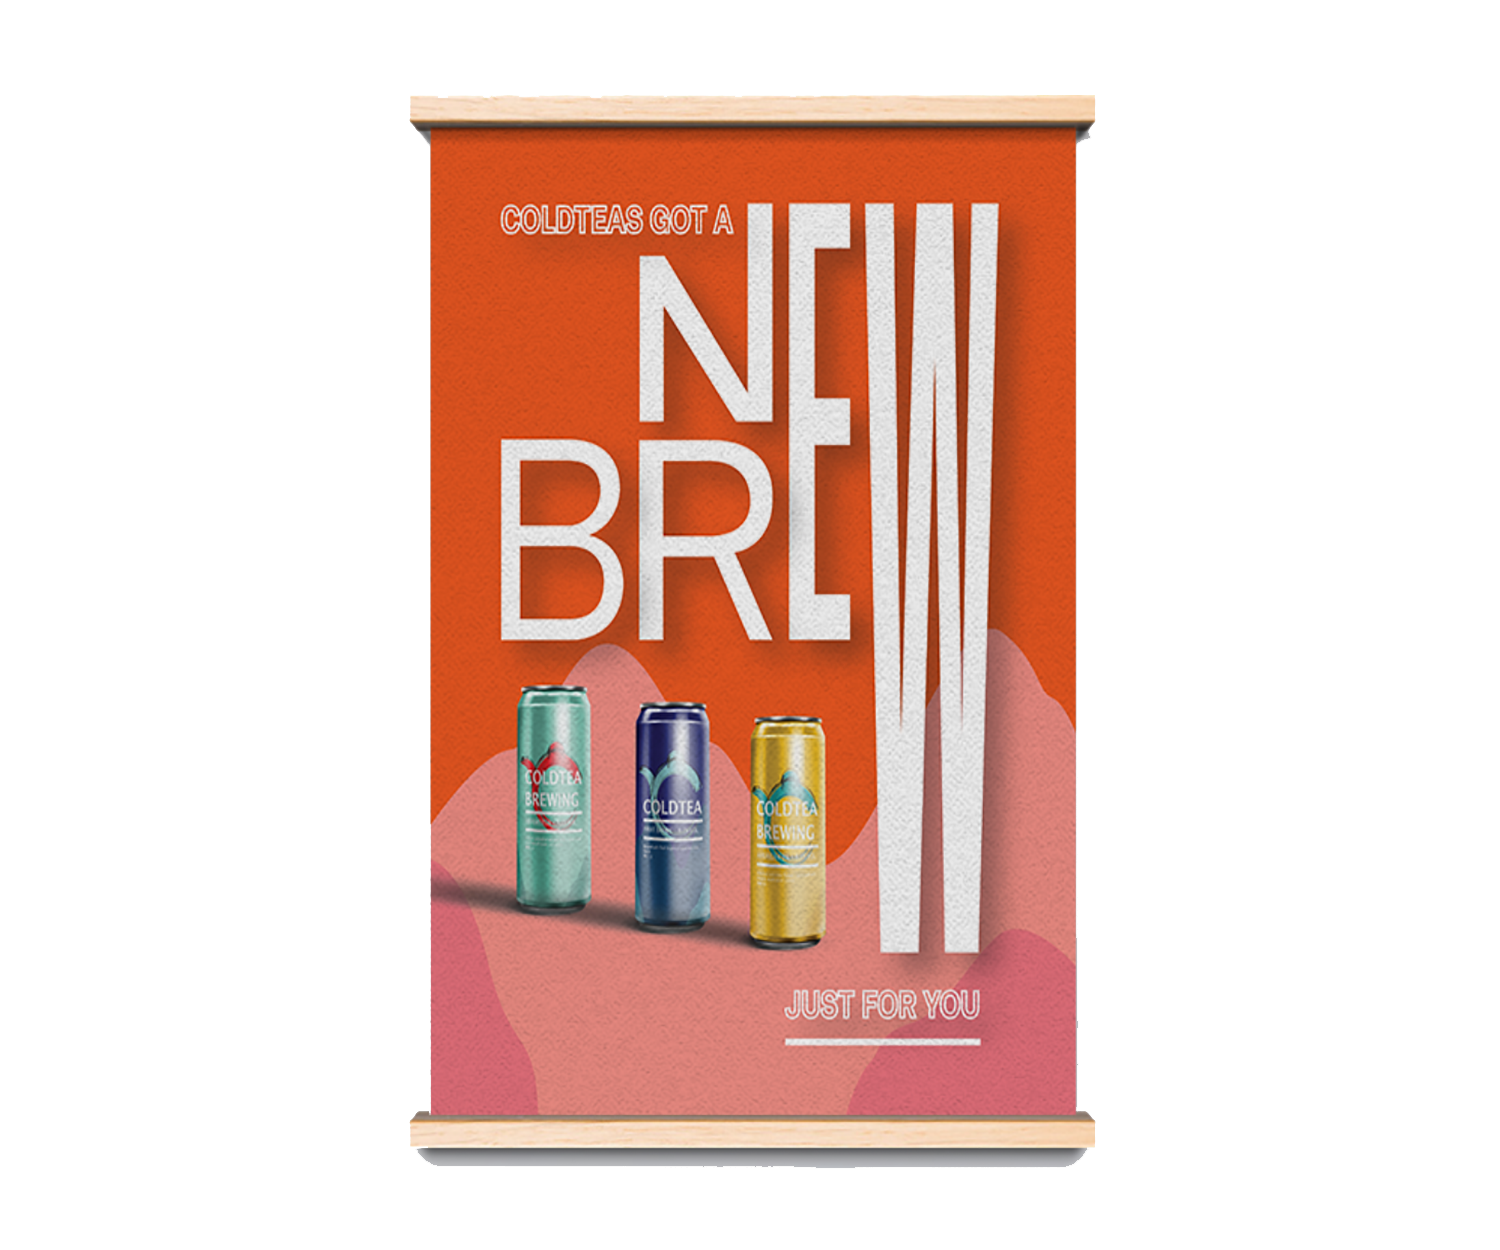 COLDTEAS GOT A
NEW
BREW
COLDTEA
BREWING
COLDTEA
COLDTEA
BREWING
JUST FOR YOU